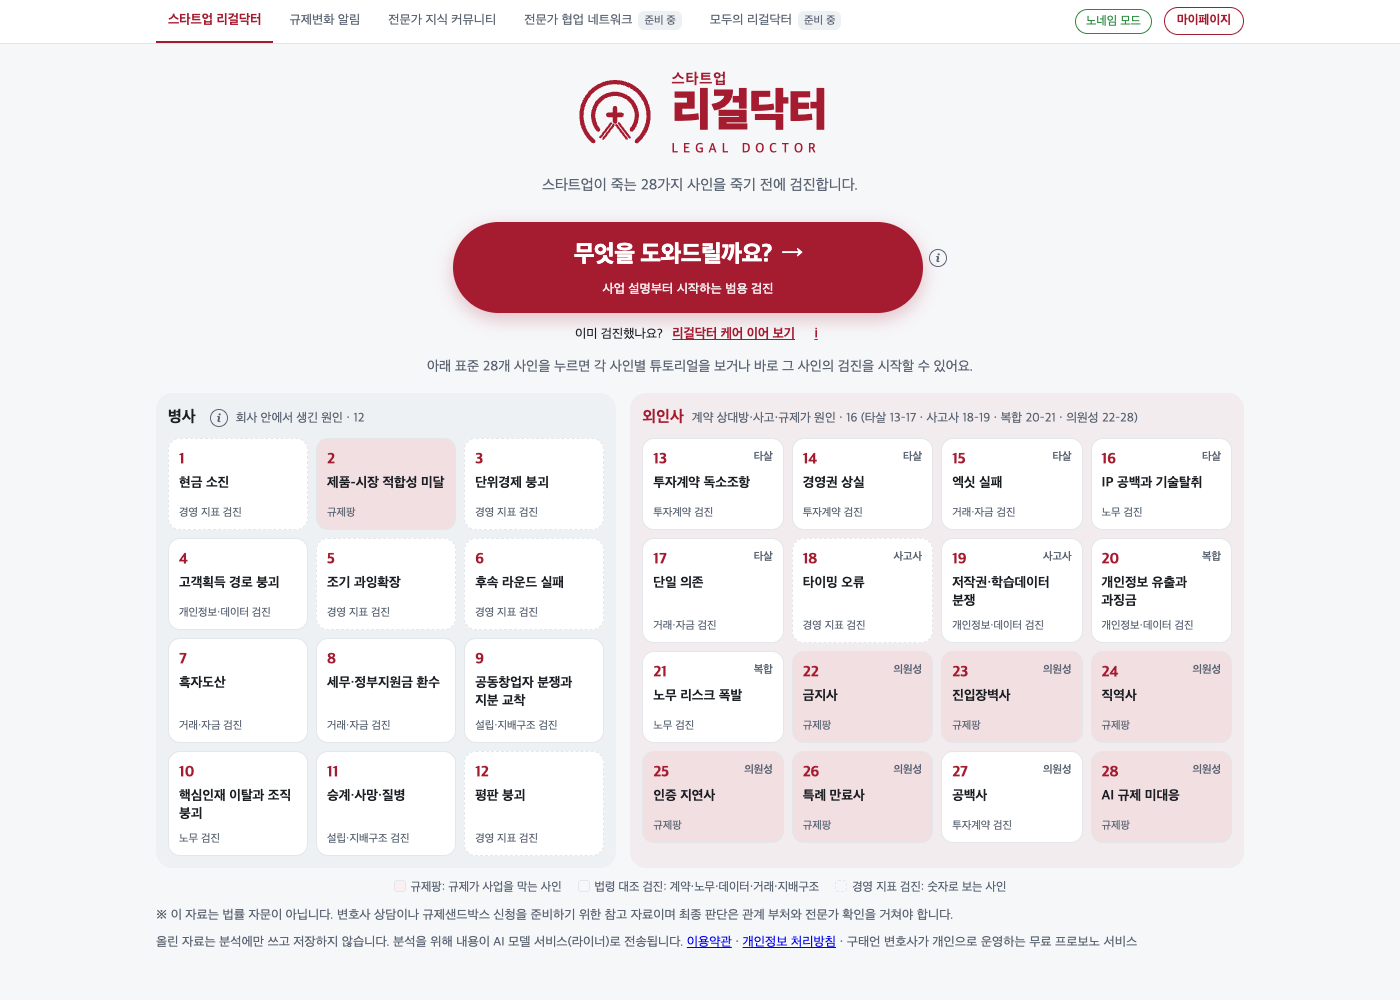 스타트업 리걸닥터 규제변화 알림 전문가 지식 커뮤니티 전문가 협업 네트워크 준비 중 모두의 리걸닥터 준비 중 노네임 모드 마이페이지
스타트업
리걸닥터
LEGAL DOCTOR
스타트업이 죽는 28가지 사인을 죽기 전에 검진합니다.
무엇을 도와드릴까요? →
i
사업 설명부터 시작하는 범용 검진
이미 검진했나요? 리걸닥터 케어 이어 보기 i
아래 표준 28개 사인을 누르면 각 사인별 튜토리얼을 보거나 바로 그 사인의 검진을 시작할 수 있어요.
병사 i 회사 안에서 생긴 원인 · 12
1
현금 소진
경영 지표 검진
2
제품-시장 적합성 미달
규제팡
3
단위경제 붕괴
경영 지표 검진
4
고객획득 경로 붕괴
개인정보·데이터 검진
5
조기 과잉확장
경영 지표 검진
6
후속 라운드 실패
경영 지표 검진
7
흑자도산
거래·자금 검진
8
세무·정부지원금 환수
거래·자금 검진
9
공동창업자 분쟁과
지분 교착
설립·지배구조 검진
10
핵심인재 이탈과 조직
붕괴
노무 검진
11
승계·사망·질병
설립·지배구조 검진
12
평판 붕괴
경영 지표 검진
외인사 계약 상대방·사고·규제가 원인 · 16 (타살 13-17 · 사고사 18-19 · 복합 20-21 · 의원성 22-28)
13 타살
투자계약 독소조항
투자계약 검진
14 타살
경영권 상실
투자계약 검진
15 타살
엑싯 실패
거래·자금 검진
16 타살
IP 공백과 기술탈취
노무 검진
17 타살
단일 의존
거래·자금 검진
18 사고사
타이밍 오류
경영 지표 검진
19 사고사
저작권·학습데이터
분쟁
개인정보·데이터 검진
20 복합
개인정보 유출과
과징금
개인정보·데이터 검진
21 복합
노무 리스크 폭발
노무 검진
22 의원성
금지사
규제팡
23 의원성
진입장벽사
규제팡
24 의원성
직역사
규제팡
25 의원성
인증 지연사
규제팡
26 의원성
특례 만료사
규제팡
27 의원성
공백사
투자계약 검진
28 의원성
AI 규제 미대응
규제팡
규제팡: 규제가 사업을 막는 사인 법령 대조 검진: 계약·노무·데이터·거래·지배구조 경영 지표 검진: 숫자로 보는 사인
※ 이 자료는 법률 자문이 아닙니다. 변호사 상담이나 규제샌드박스 신청을 준비하기 위한 참고 자료이며 최종 판단은 관계 부처와 전문가 확인을 거쳐야 합니다.
올린 자료는 분석에만 쓰고 저장하지 않습니다. 분석을 위해 내용이 AI 모델 서비스(라이너)로 전송됩니다. 이용약관 · 개인정보 처리방침 · 구태언 변호사가 개인으로 운영하는 무료 프로보노 서비스